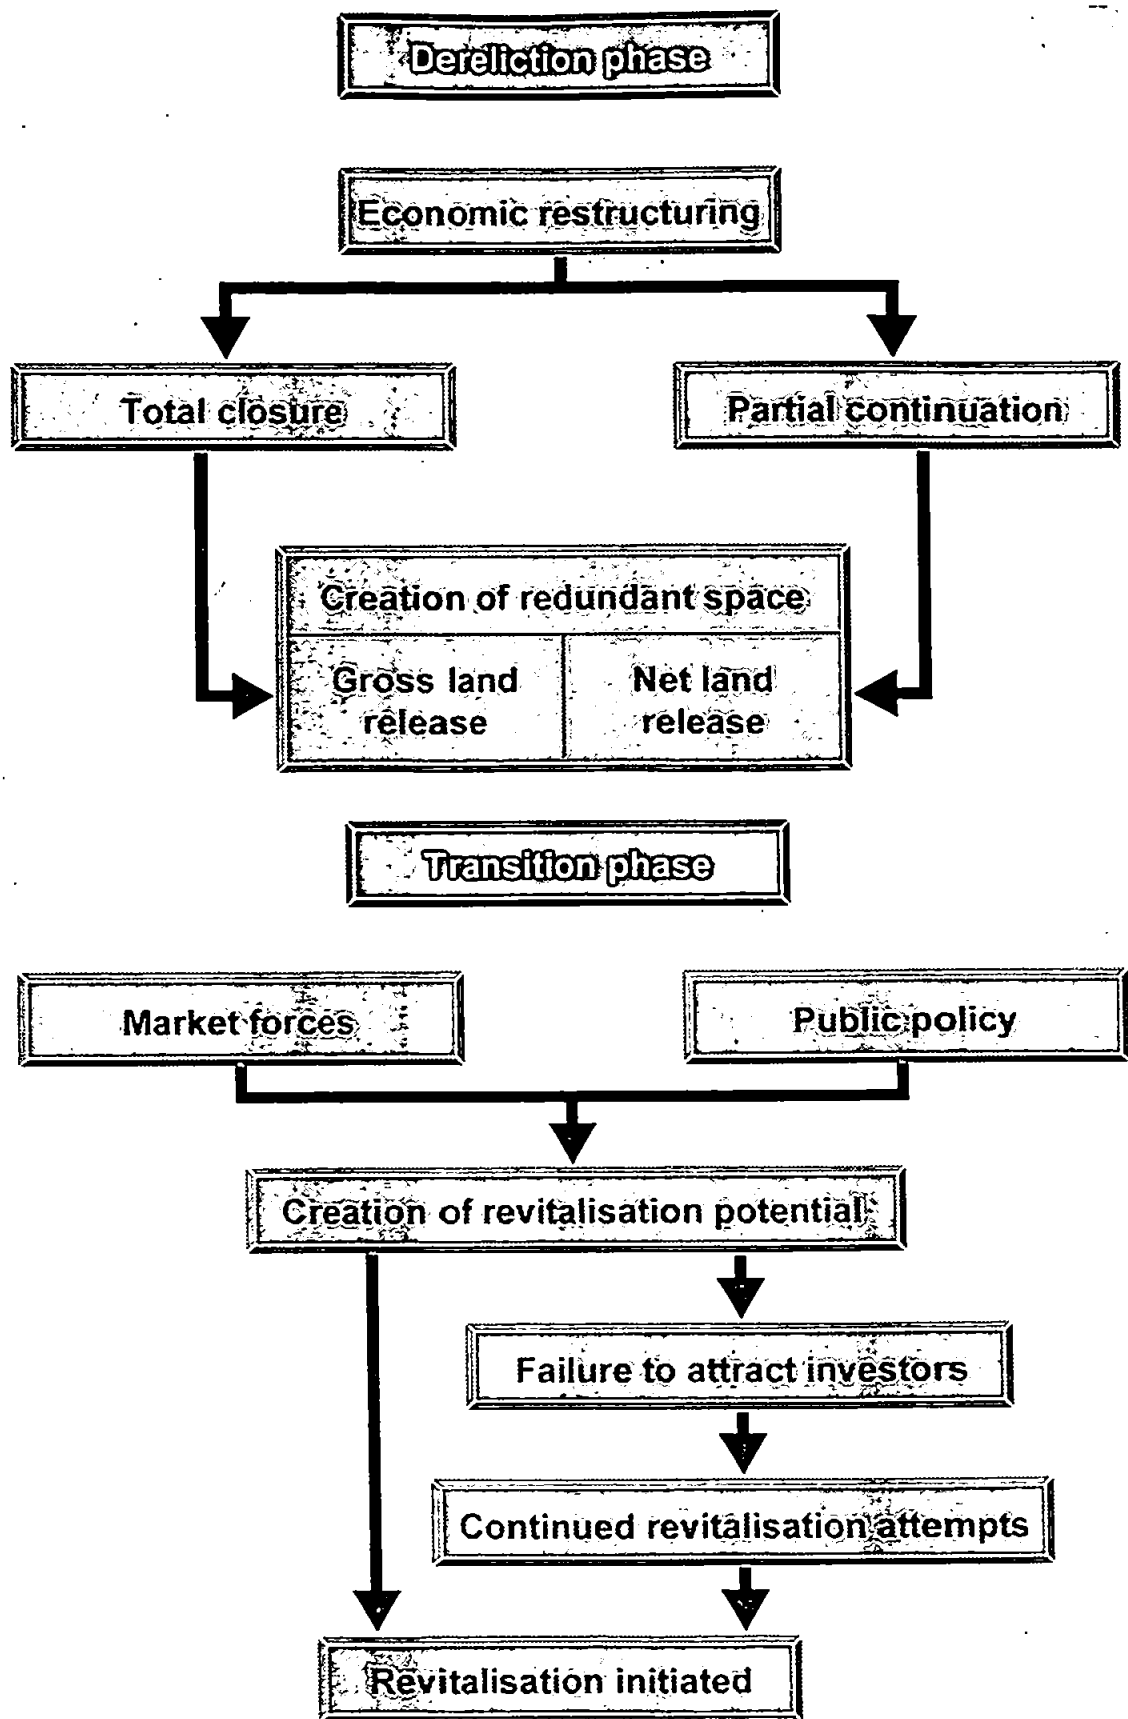 Dereliction phase
Economic restructuring
Total closure
Partial continuation
Creation of redundant space
Gross land
release
Net land
release
Transition phase
Market forces
Public policy
Creation of revitalisation potential
Failure to attract investors
Continued revitalisation attempts
Revitalisation initiated